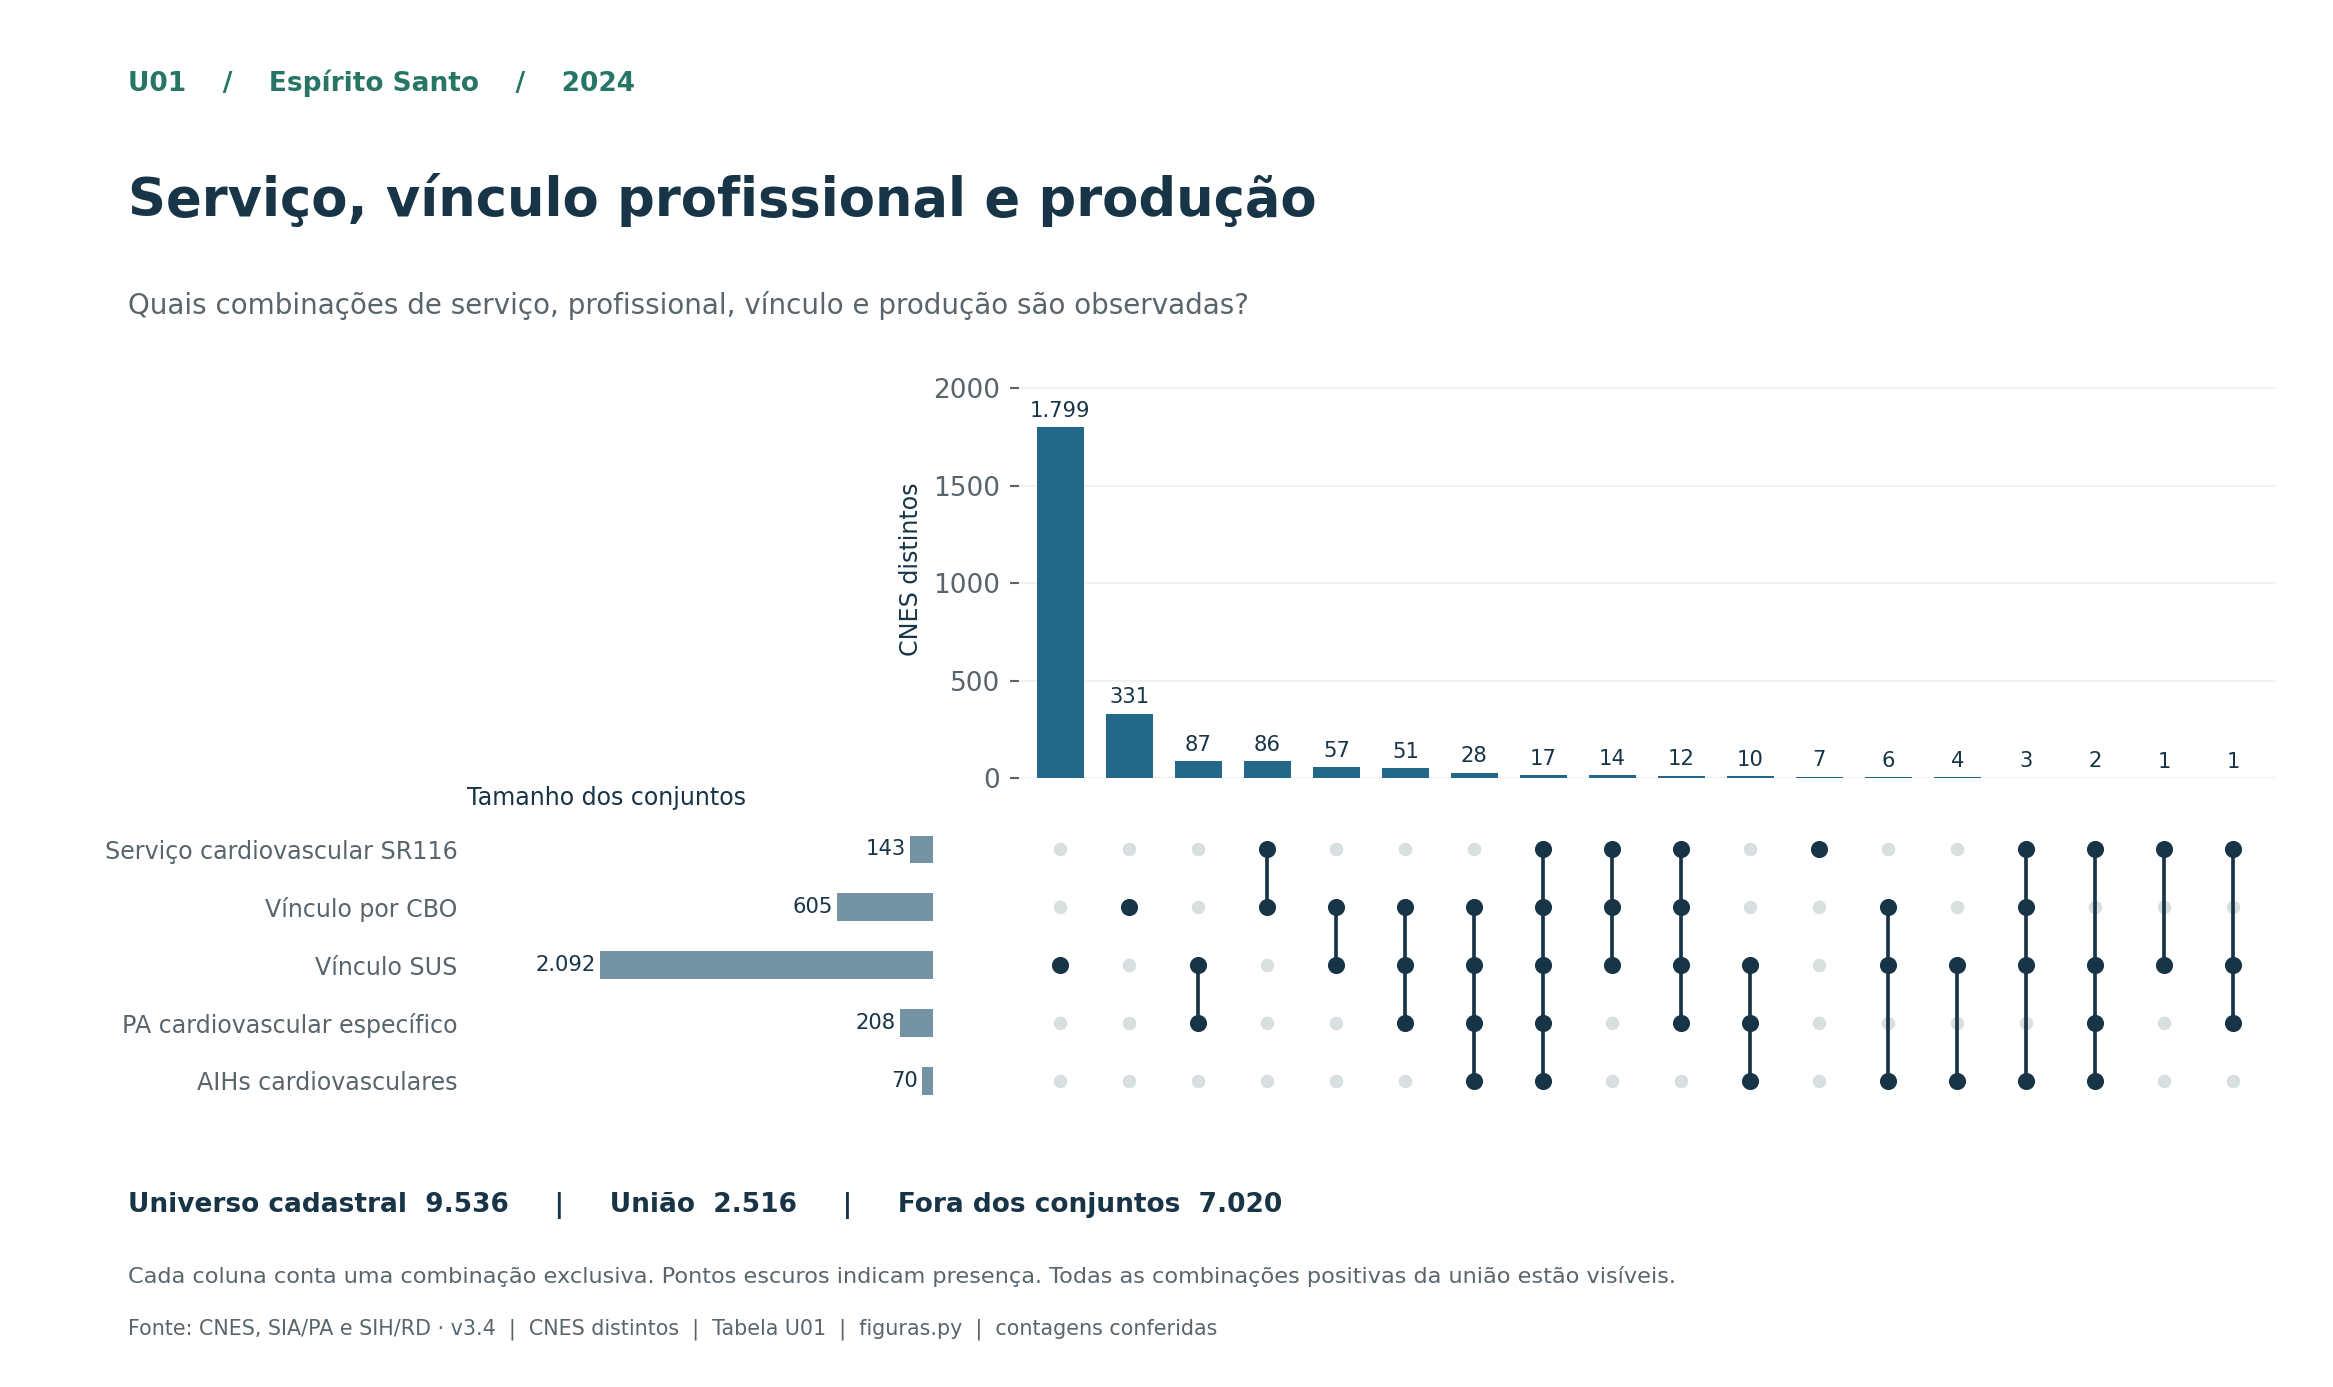 U01 / Espírito Santo / 2024
Serviço, vínculo profissional e produção
Quais combinações de serviço, profissional, vínculo e produção são observadas?
CNES distintos
2000
1500
1000
500
0
1.799
331
87
86
57
51
28
17
14
12
10
7
6
4
3
2
1
1
Tamanho dos conjuntos
Serviço cardiovascular SR116 143
Vínculo por CBO 605
Vínculo SUS 2.092
PA cardiovascular específico 208
AIHs cardiovasculares 70
Universo cadastral 9.536 | União 2.516 | Fora dos conjuntos 7.020
Cada coluna conta uma combinação exclusiva. Pontos escuros indicam presença. Todas as combinações positivas da união estão visíveis.
Fonte: CNES, SIA/PA e SIH/RD · v3.4 | CNES distintos | Tabela U01 | figuras.py | contagens conferidas